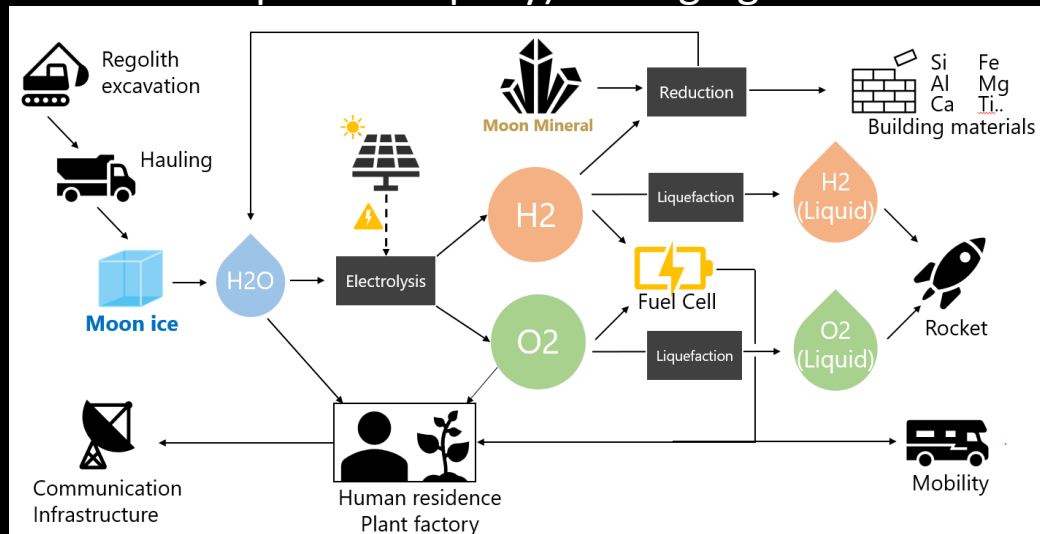 Regolith
excavation
Hauling
Moon ice
H2O
Electrolysis
Moon Mineral
Reduction
H2
O2
Liquefaction
Fuel Cell
Liquefaction
Si Fe
Al Mg
Ca Ti..
Building materials
H2
(Liquid)
O2
(Liquid)
Rocket
Mobility
Communication
Infrastructure
Human residence
Plant factory